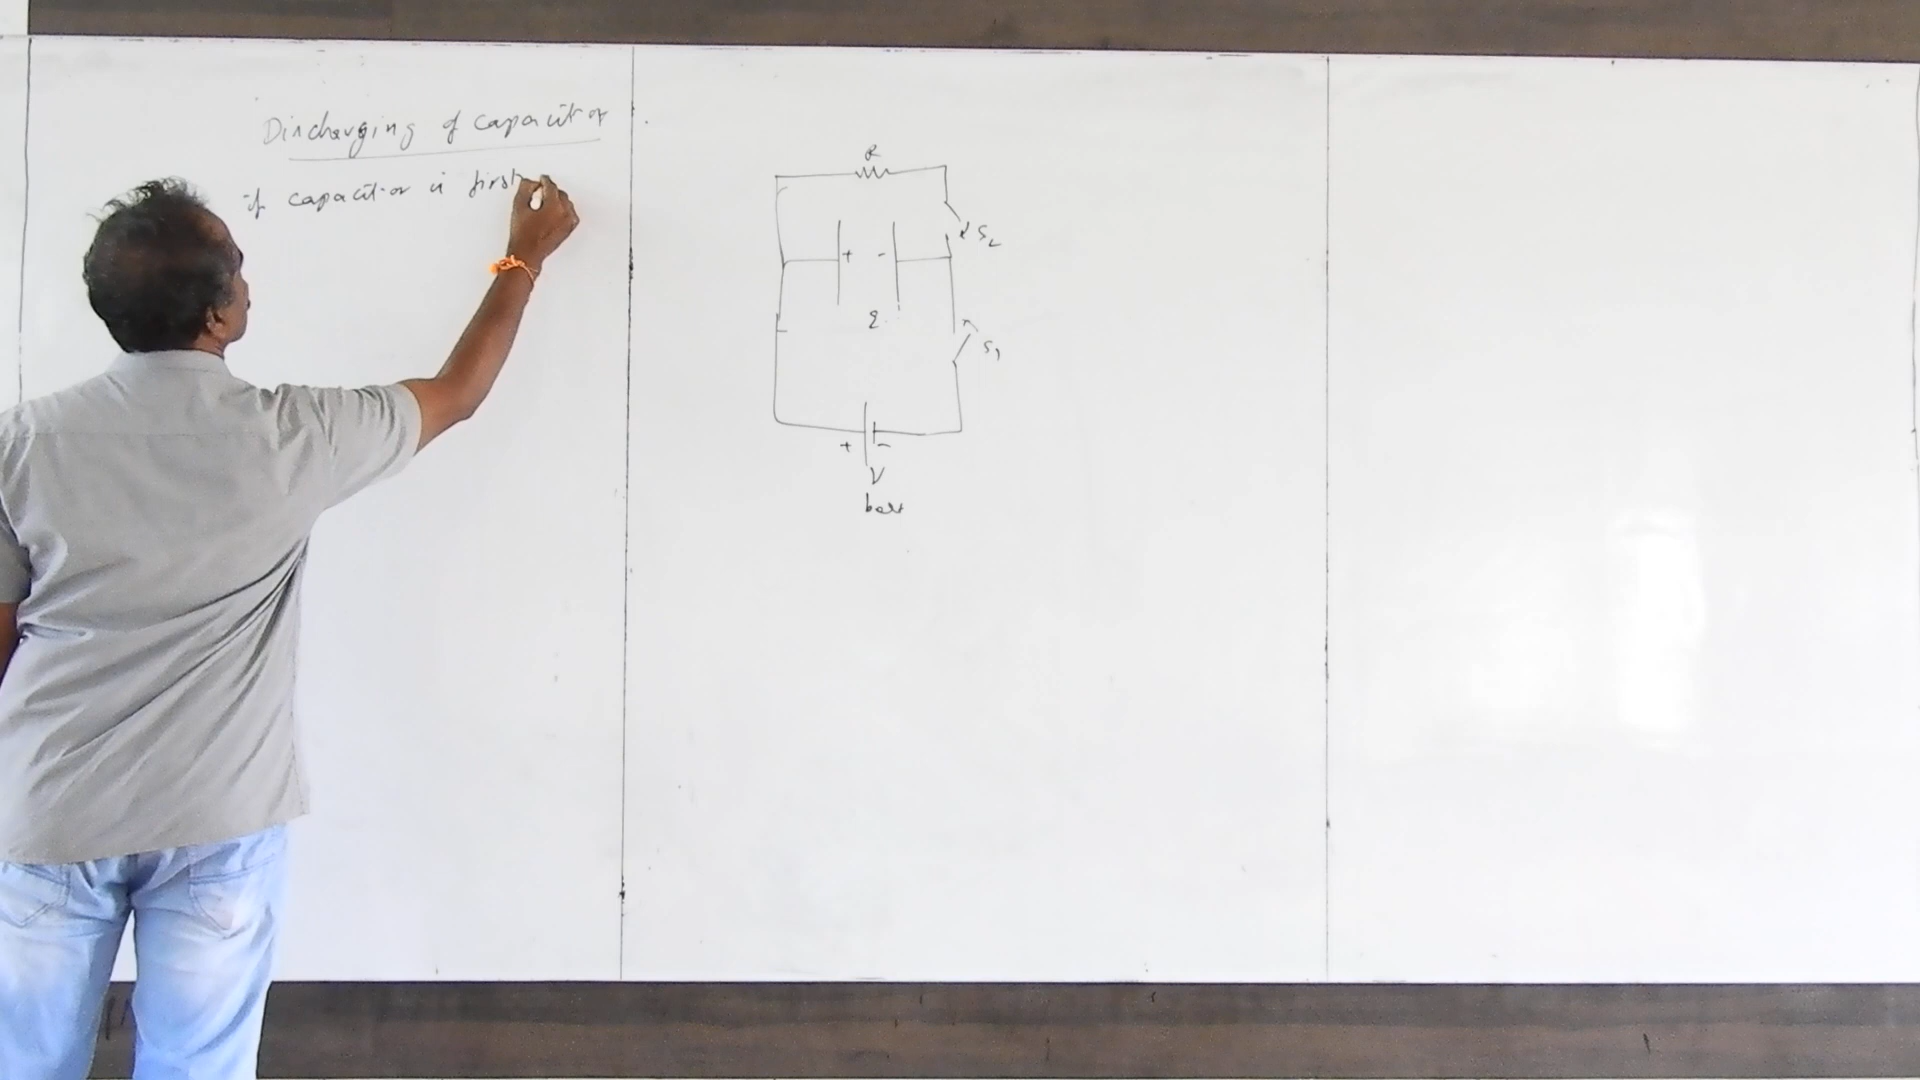 Discharging of capacitor
if capacitor is first
R
S2
+ -
q
S1
+ -
V
batt